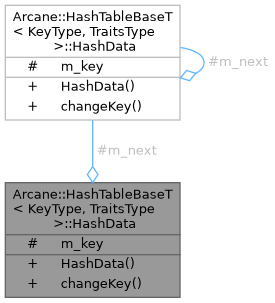 Arcane::HashTableBaseT
< KeyType, TraitsType
>::HashData
# m_key
+ HashData()
+ changeKey()
#m_next
#m_next
Arcane::HashTableBaseT
< KeyType, TraitsType
>::HashData
# m_key
+ HashData()
+ changeKey()